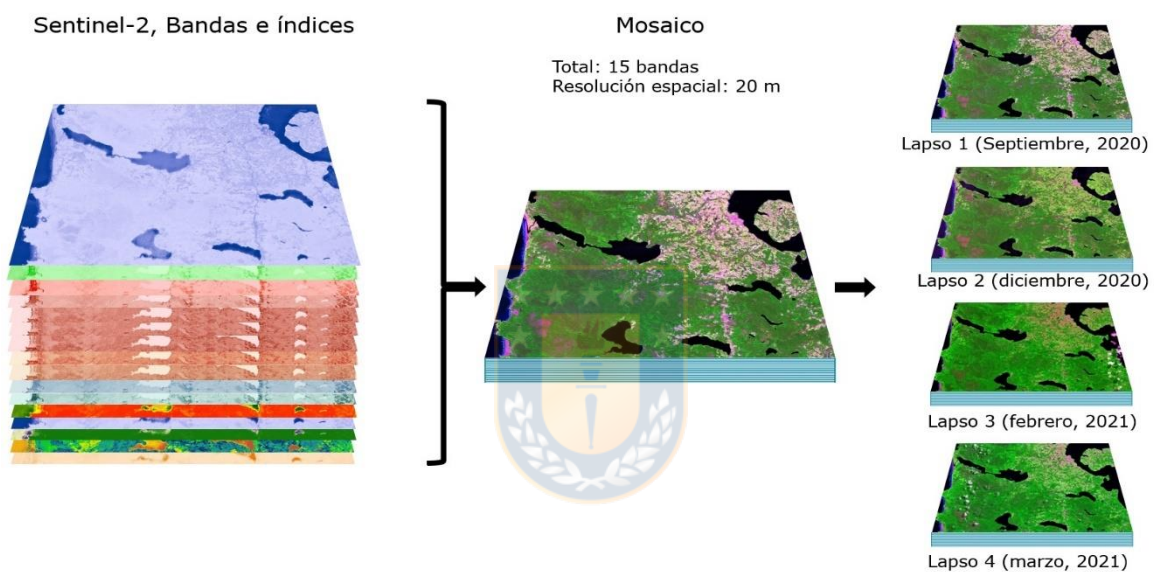 Sentinel-2, Bandas e índices
Mosaico
Total: 15 bandas
Resolución espacial: 20 m
Lapso 1 (Septiembre, 2020)
Lapso 2 (diciembre, 2020)
Lapso 3 (febrero, 2021)
Lapso 4 (marzo, 2021)